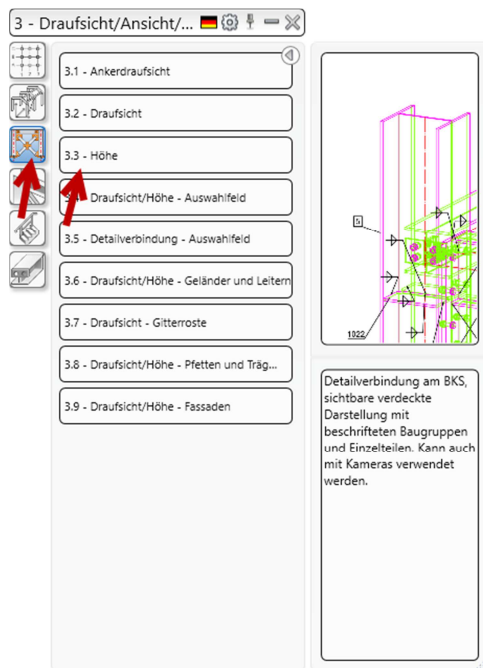 3 - Draufsicht/Ansicht/...
3.1 - Ankerdraufsicht
3.2 - Draufsicht
3.3 - Höhe
Draufsicht/Höhe - Auswahlfeld
3.5 - Detailverbindung - Auswahlfeld
3.6 - Draufsicht/Höhe - Geländer und Leitern
3.7 - Draufsicht - Gitterroste
3.8 - Draufsicht/Höhe - Pfetten und Träg...
3.9 - Draufsicht/Höhe - Fassaden
1022
Detailverbindung am BKS,
sichtbare verdeckte
Darstellung mit
beschrifteten Baugruppen
und Einzelteilen. Kann auch
mit Kameras verwendet
werden.